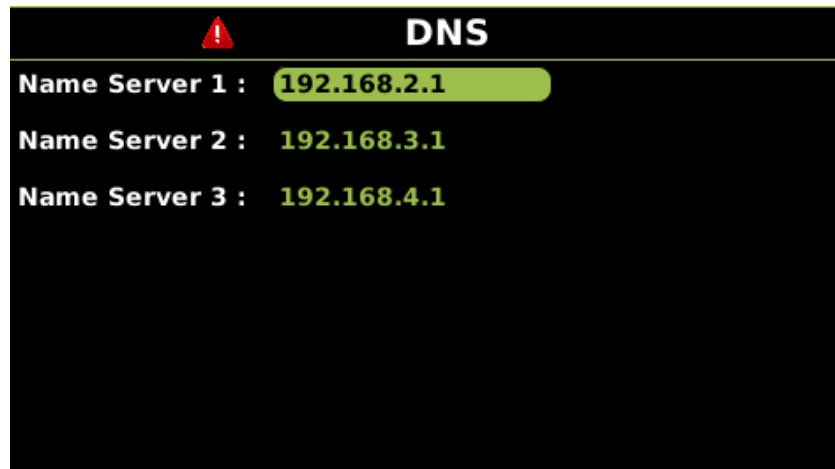 DNS
Name Server 1 : 192.168.2.1
Name Server 2 : 192.168.3.1
Name Server 3 : 192.168.4.1